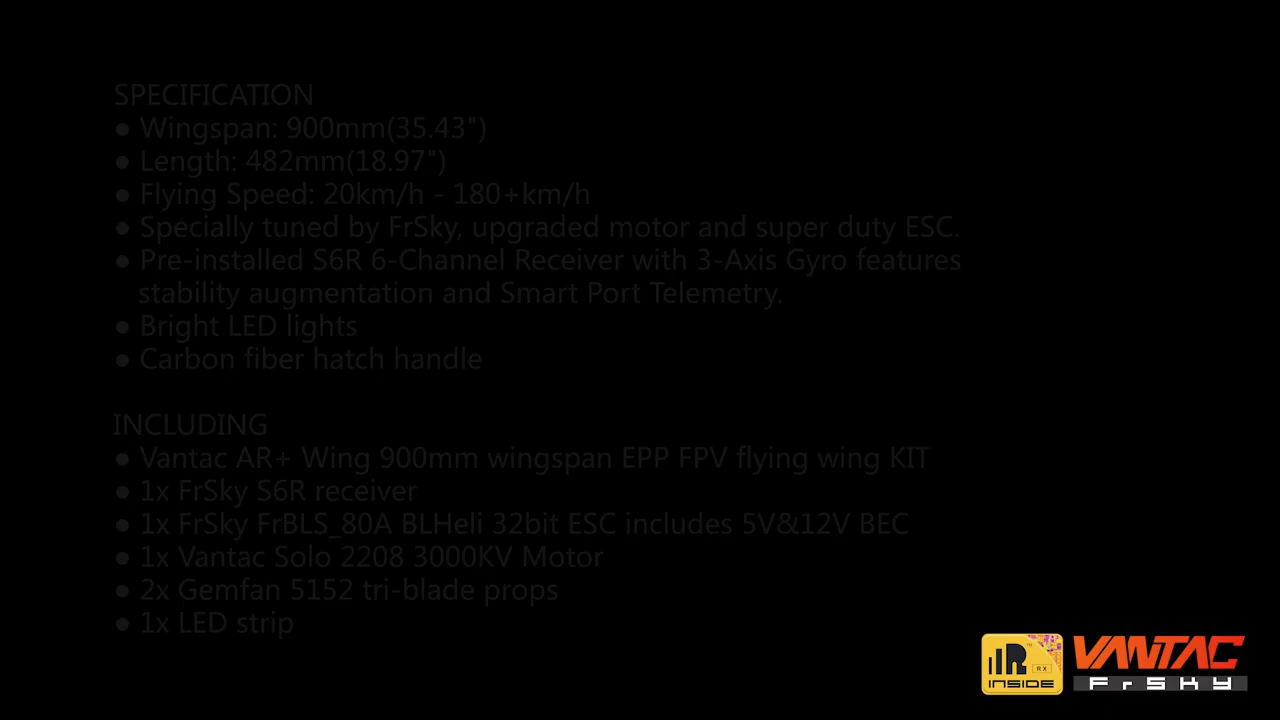 SPECIFICATION
● Wingspan: 900mm(35.43")
● Length: 482mm(18.97")
● Flying Speed: 20km/h - 180+km/h
● Specially tuned by FrSky, upgraded motor and super duty ESC.
● Pre-installed S6R 6-Channel Receiver with 3-Axis Gyro features
stability augmentation and Smart Port Telemetry.
● Bright LED lights
● Carbon fiber hatch handle
INCLUDING
● Vantac AR+ Wing 900mm wingspan EPP FPV flying wing KIT
● 1x FrSky S6R receiver
● 1x FrSky FrBLS_80A BLHeli 32bit ESC includes 5V&12V BEC
● 1x Vantac Solo 2208 3000KV Motor
● 2x Gemfan 5152 tri-blade props
● 1x LED strip
R™ RX
INSIDE
VANTAC
FrSky